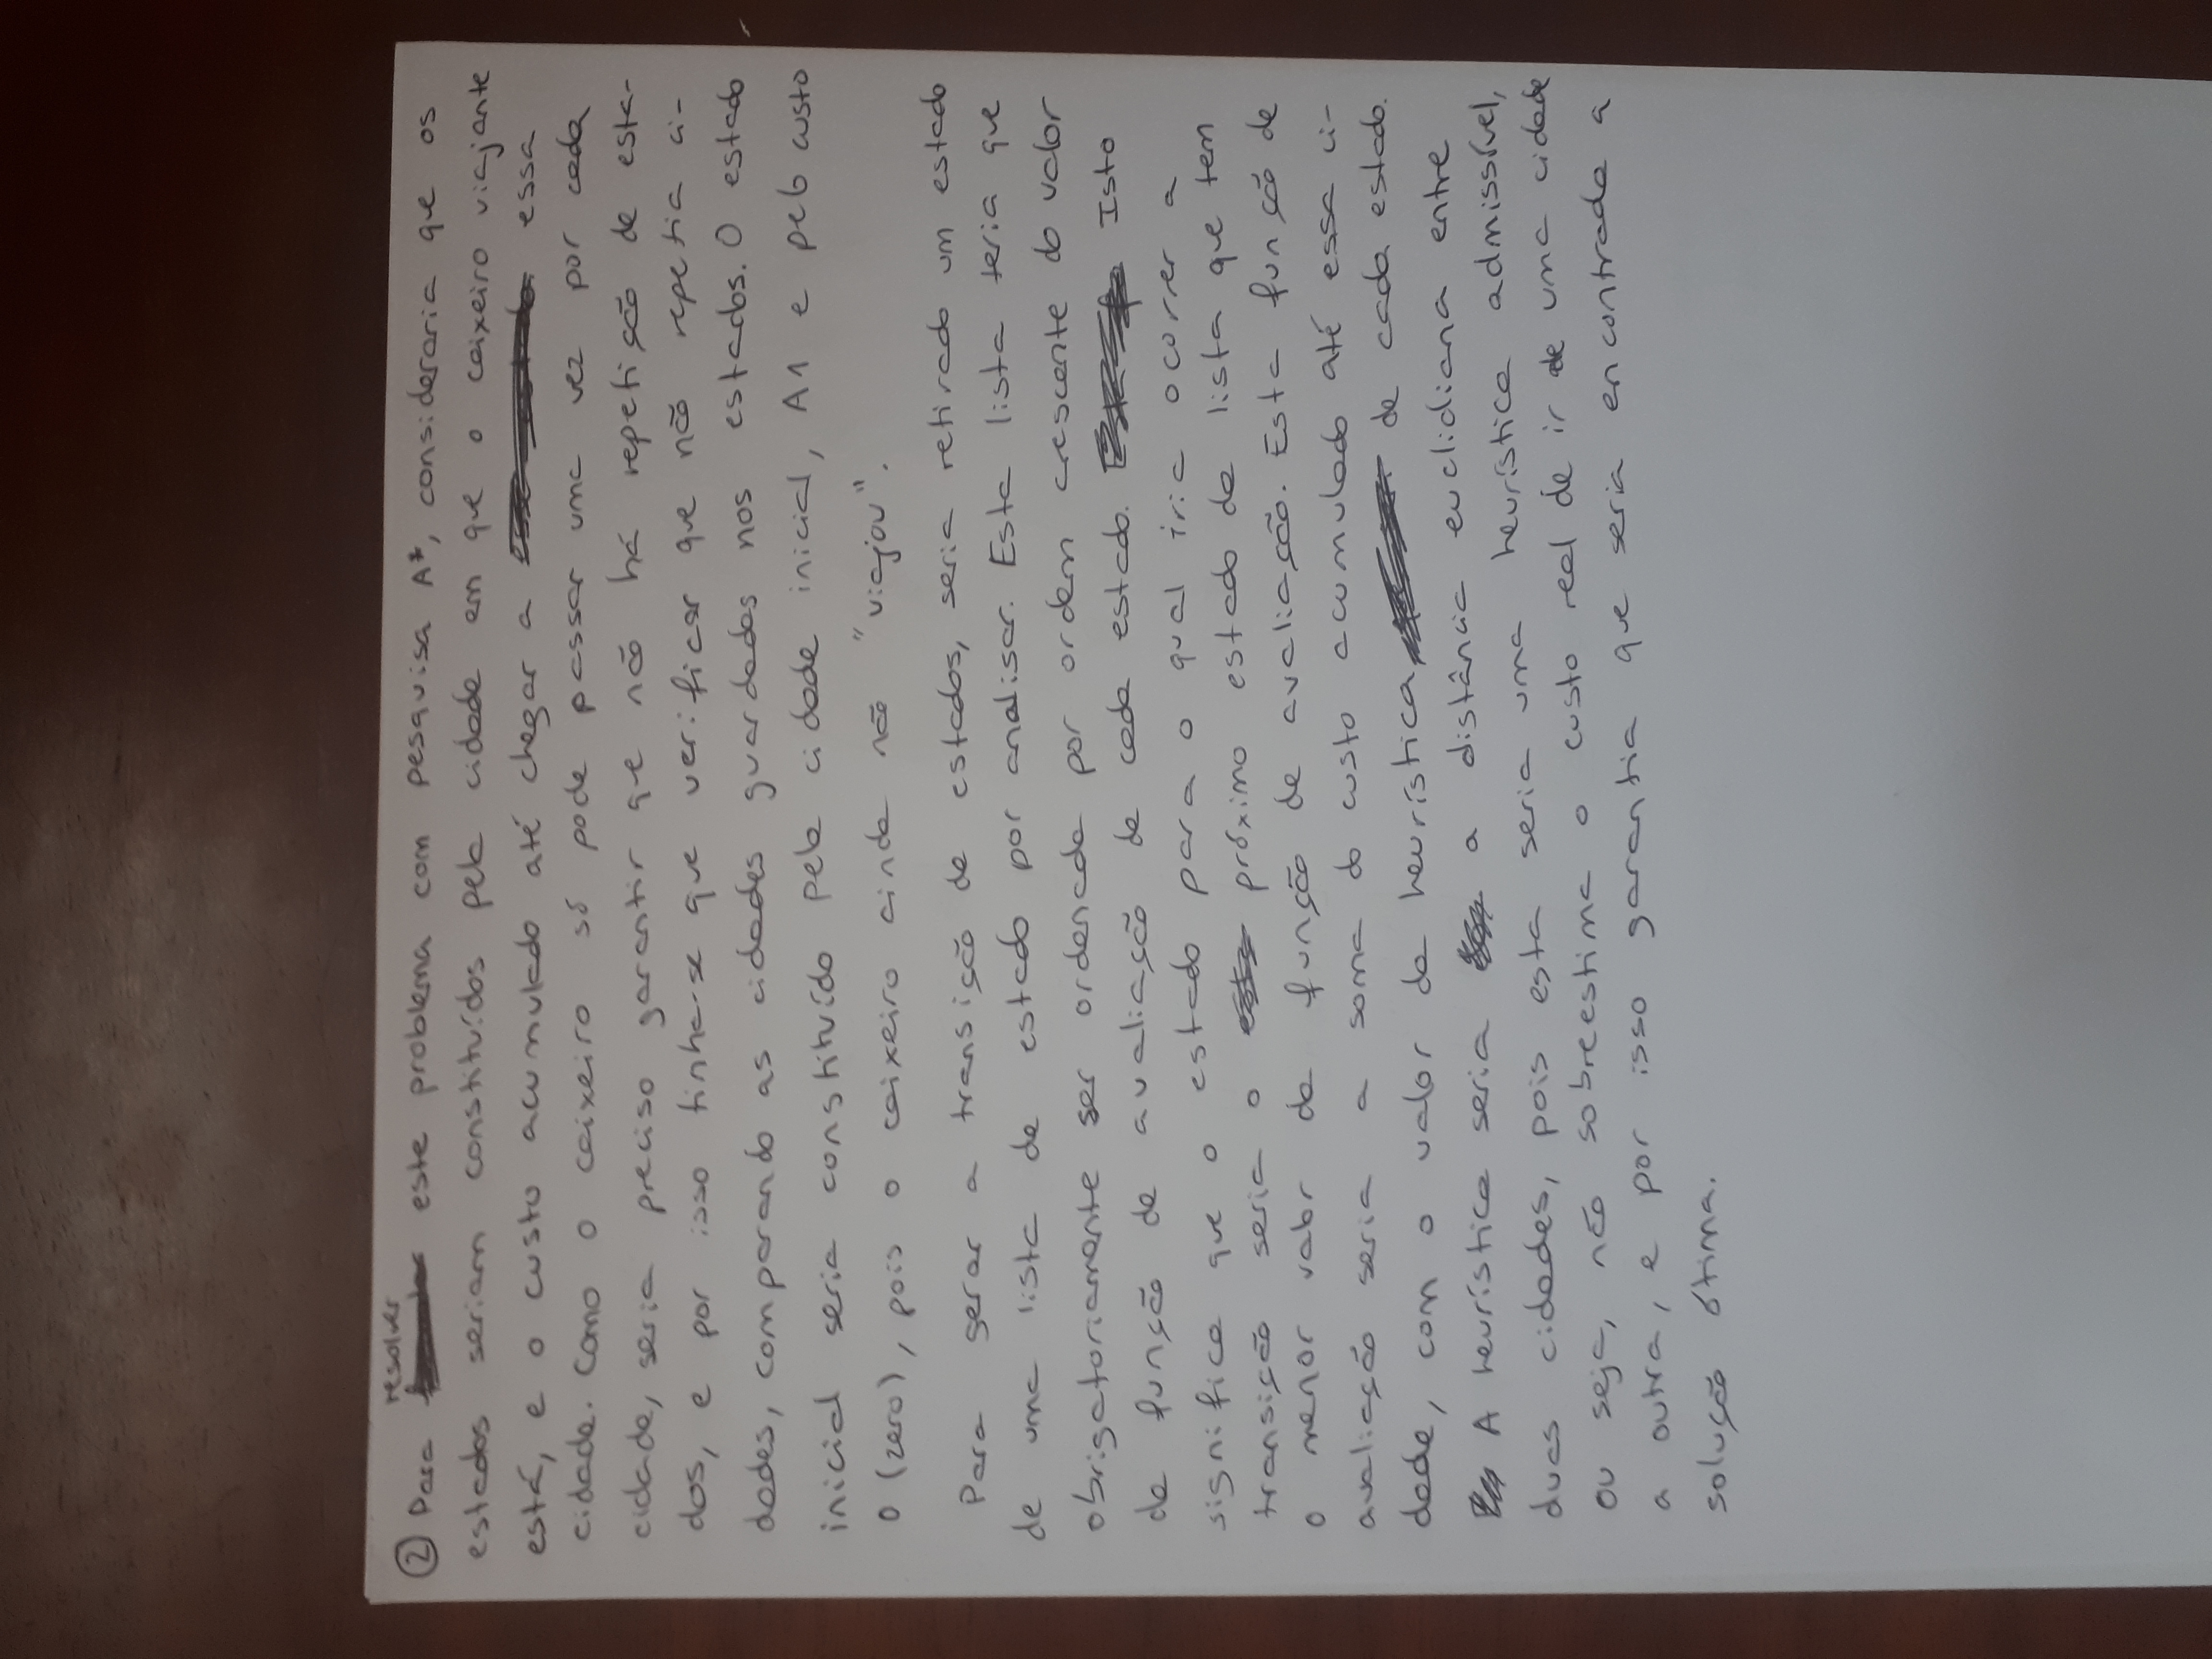 ② Para resolver este problema com pesquisa A*, consideraria que os
estados seriam constituídos pela cidade em que o caixeiro viajante
está, e o custo acumulado até chegar a essa
cidade. Como o caixeiro só pode passar uma vez por cada
cidade, seria preciso garantir que não há repetição de esta-
dos, e por isso tinha-se que verificar que não repetia ci-
dades, comparando as cidades guardadas nos estados. O estado
inicial seria constituído pela cidade inicial, A1 e pelo custo
0 (zero), pois o caixeiro ainda não "viajou".
Para gerar a transição de estados, seria retirado um estado
de uma lista de estado por analisar. Esta lista teria que
obrigatoriamente ser ordenada por ordem crescente do valor
da função de avaliação de cada estado. Isto
significa que o estado para o qual iria ocorrer a
transição seria o próximo estado da lista que tem
o menor valor da função de avaliação. Esta função de
avaliação seria a soma do custo acumulado até essa ci-
dade, com o valor da heurística de cada estado.
A heurística seria a distância euclidiana entre
duas cidades, pois esta seria uma heurística admissível,
ou seja, não sobreestima o custo real de ir de uma cidade
a outra, e por isso garantia que seria encontrada a
solução ótima.